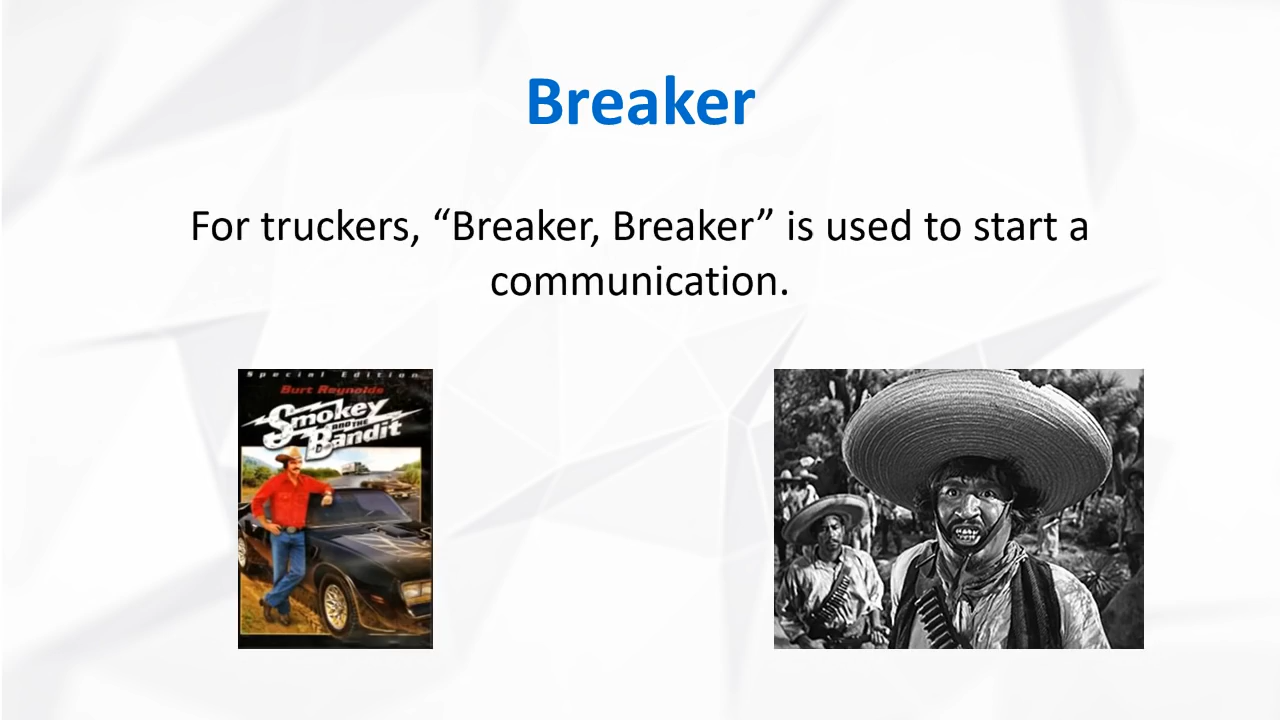 Breaker
For truckers, “Breaker, Breaker” is used to start a
communication.
Special Edition
Burt Reynolds
Smokey
AND THE
Bandit